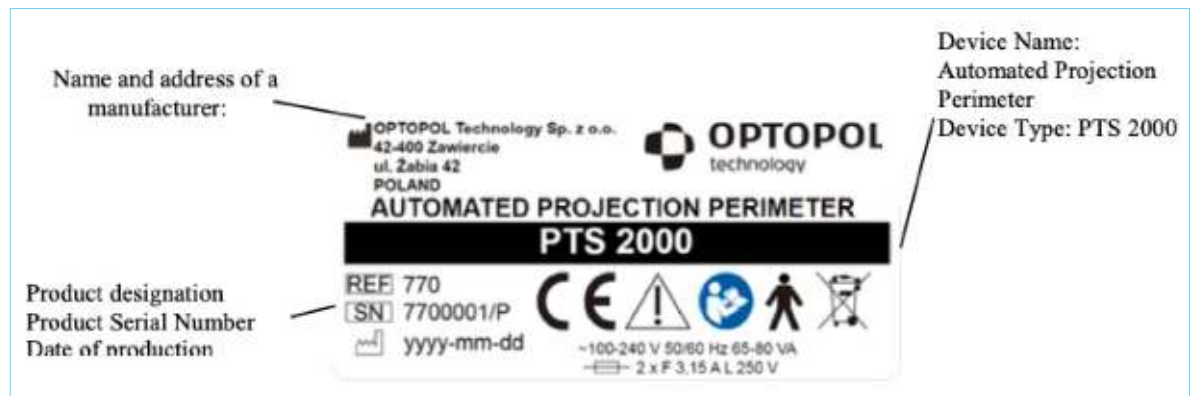 Name and address of a
manufacturer:
Device Name:
Automated Projection
Perimeter
Device Type: PTS 2000
OPTOPOL Technology Sp. z o.o.
42-400 Zawiercie
ul. Żabia 42
POLAND
OPTOPOL
technology
AUTOMATED PROJECTION PERIMETER
PTS 2000
Product designation
Product Serial Number
Date of production
REF 770
SN 7700001/P
yyyy-mm-dd
CE
~100-240 V 50/60 Hz 65-80 VA
2 x F 3,15 A L 250 V